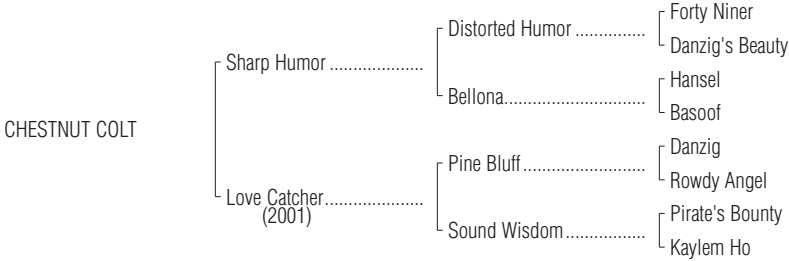 Forty Niner
Distorted Humor ...............
Danzig's Beauty
Sharp Humor ....................
Hansel
Bellona..............................
Basoof
CHESTNUT COLT
Danzig
Pine Bluff..........................
Rowdy Angel
Love Catcher.....................
(2001)
Pirate's Bounty
Sound Wisdom.................
Kaylem Ho